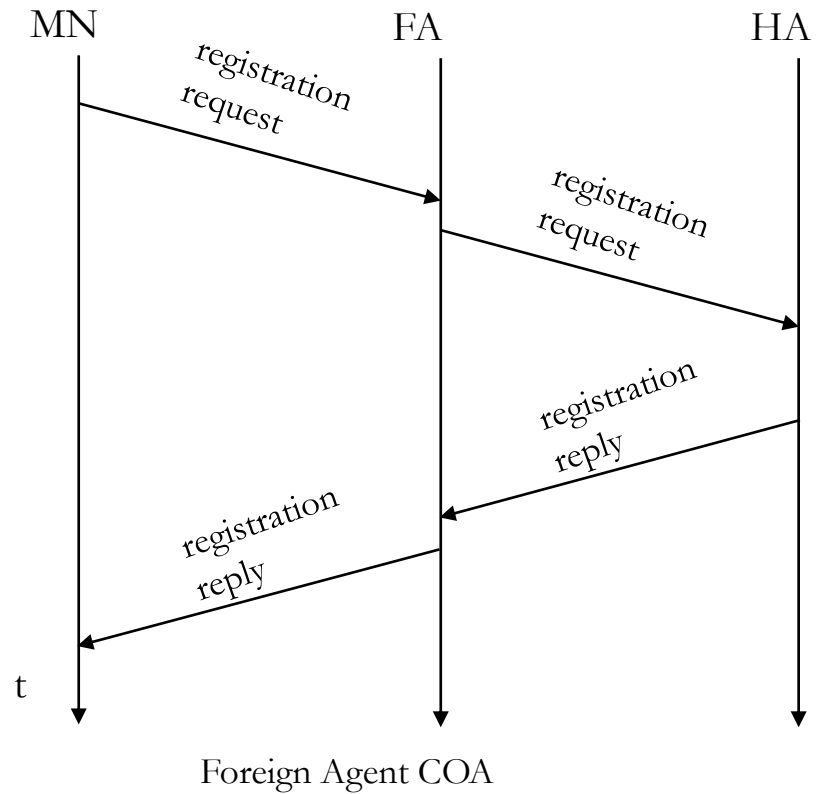 MN
FA
HA
registration
request
registration
request
registration
reply
registration
reply
t
Foreign Agent COA